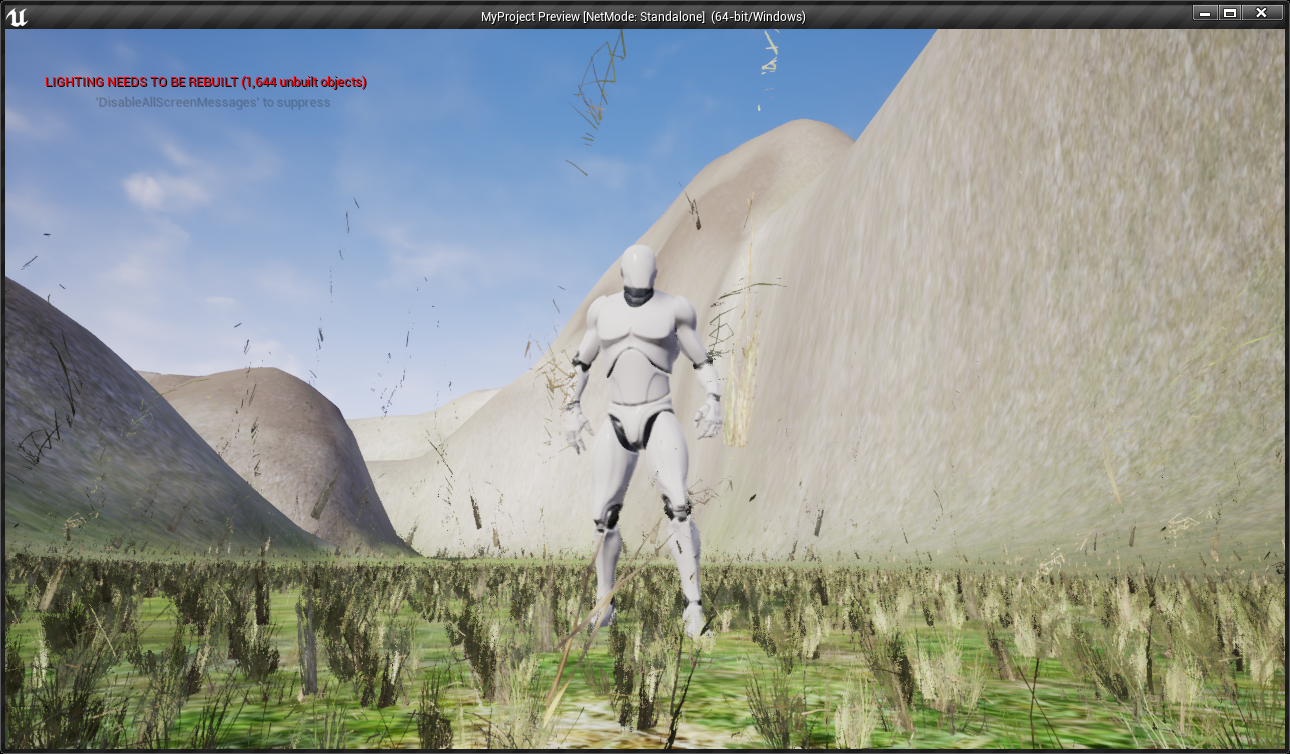 MyProject Preview [NetMode: Standalone]  (64-bit/Windows)
LIGHTING NEEDS TO BE REBUILT (1,644 unbuilt objects)
'DisableAllScreenMessages' to suppress